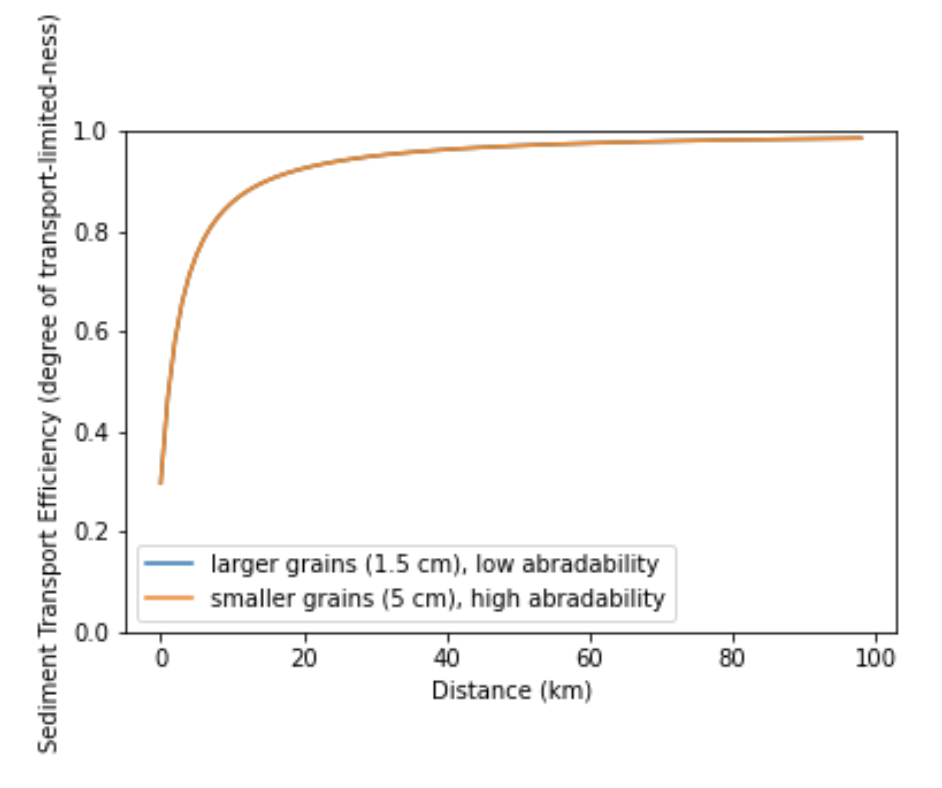 Sediment Transport Efficiency (degree of transport-limited-ness)
1.0
0.8
0.6
0.4
0.2
0.0
larger grains (1.5 cm), low abradability
smaller grains (5 cm), high abradability
0 20 40 60 80 100
Distance (km)